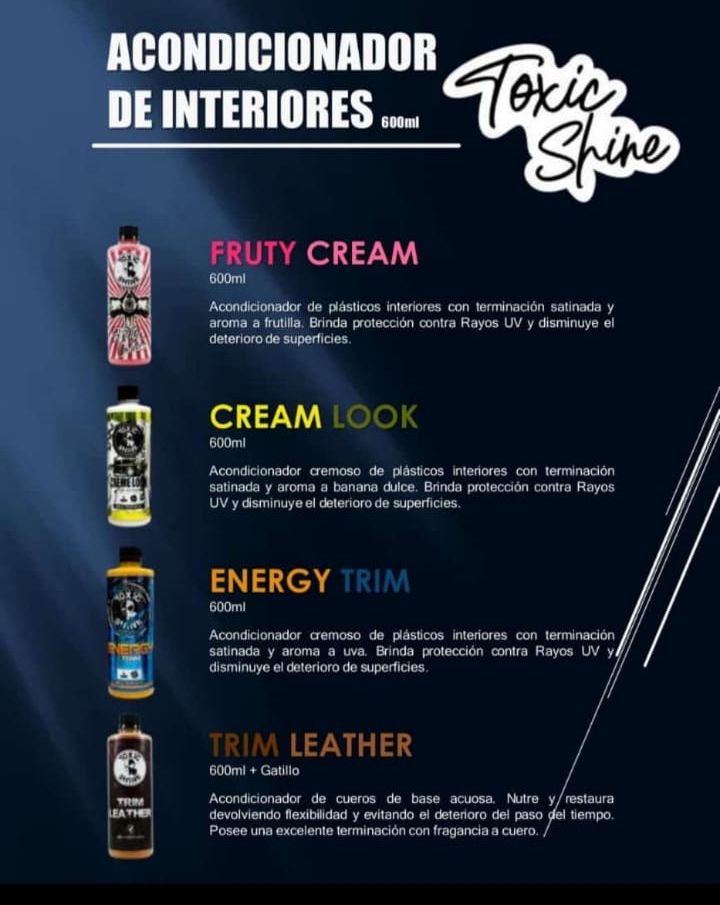 ACONDICIONADOR
DE INTERIORES 600ml
Toxic
Shine
FRUTY CREAM
600ml
Acondicionador de plásticos interiores con terminación satinada y
aroma a frutilla. Brinda protección contra Rayos UV y disminuye el
deterioro de superficies.
CREAM LOOK
600ml
Acondicionador cremoso de plásticos interiores con terminación
satinada y aroma a banana dulce. Brinda protección contra Rayos
UV y disminuye el deterioro de superficies.
ENERGY TRIM
600ml
Acondicionador cremoso de plásticos interiores con terminación
satinada y aroma a uva. Brinda protección contra Rayos UV y
disminuye el deterioro de superficies.
ENERGY
TRIM LEATHER
600ml + Gatillo
Acondicionador de cueros de base acuosa. Nutre y restaura
devolviendo flexibilidad y evitando el deterioro del paso del tiempo.
Posee una excelente terminación con fragancia a cuero.
TRIM
LEATHER